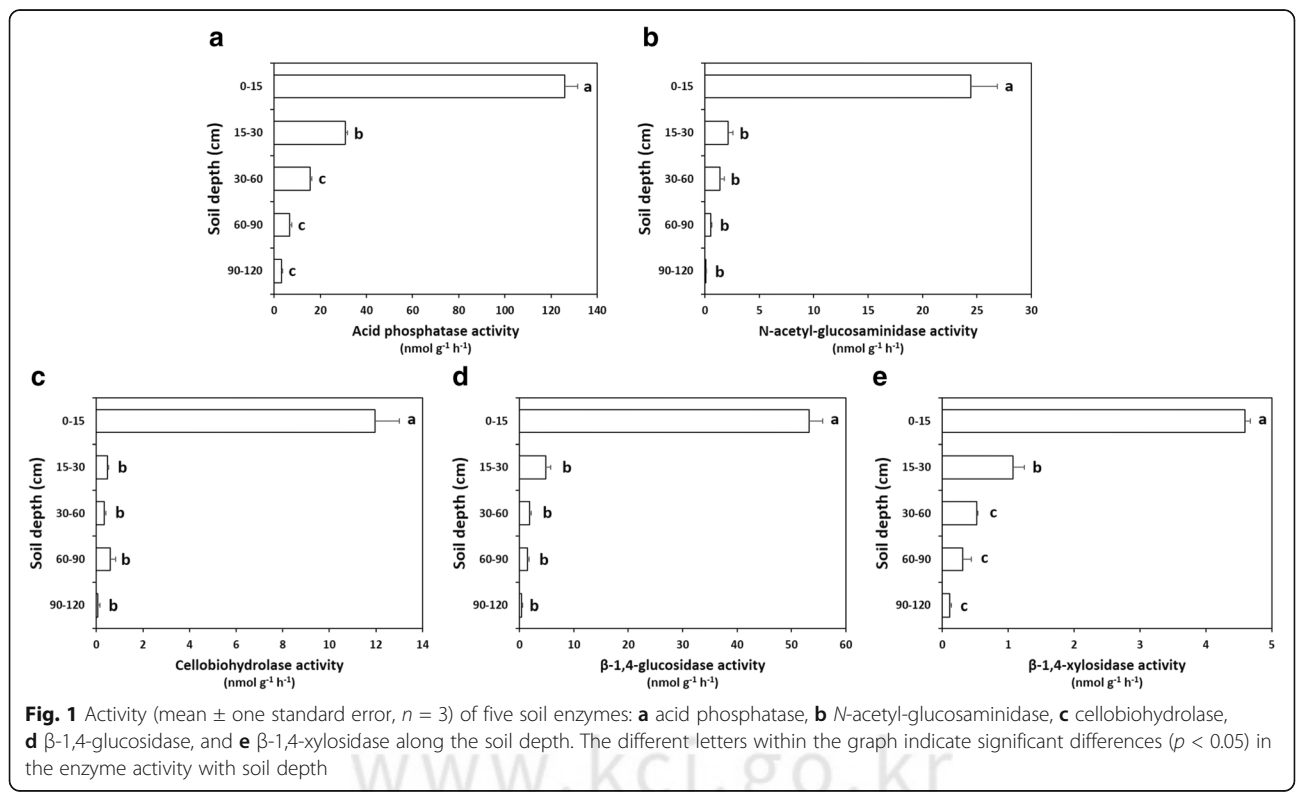 a
Soil depth (cm)
0-15
a
15-30
b
30-60
c
60-90
c
90-120
c
0 20 40 60 80 100 120 140
Acid phosphatase activity
(nmol g⁻¹ h⁻¹)
b
Soil depth (cm)
0-15
a
15-30
b
30-60
b
60-90
b
90-120
b
0 5 10 15 20 25 30
N-acetyl-glucosaminidase activity
(nmol g⁻¹ h⁻¹)
c
Soil depth (cm)
0-15
a
15-30
b
30-60
b
60-90
b
90-120
b
0 2 4 6 8 10 12 14
Cellobiohydrolase activity
(nmol g⁻¹ h⁻¹)
d
Soil depth (cm)
0-15
a
15-30
b
30-60
b
60-90
b
90-120
b
0 10 20 30 40 50 60
β-1,4-glucosidase activity
(nmol g⁻¹ h⁻¹)
e
Soil depth (cm)
0-15
a
15-30
b
30-60
c
60-90
c
90-120
c
0 1 2 3 4 5
β-1,4-xylosidase activity
(nmol g⁻¹ h⁻¹)
Fig. 1 Activity (mean ± one standard error, n = 3) of five soil enzymes: a acid phosphatase, b N-acetyl-glucosaminidase, c cellobiohydrolase,
d β-1,4-glucosidase, and e β-1,4-xylosidase along the soil depth. The different letters within the graph indicate significant differences (p < 0.05) in
the enzyme activity with soil depth
www.kci.go.kr